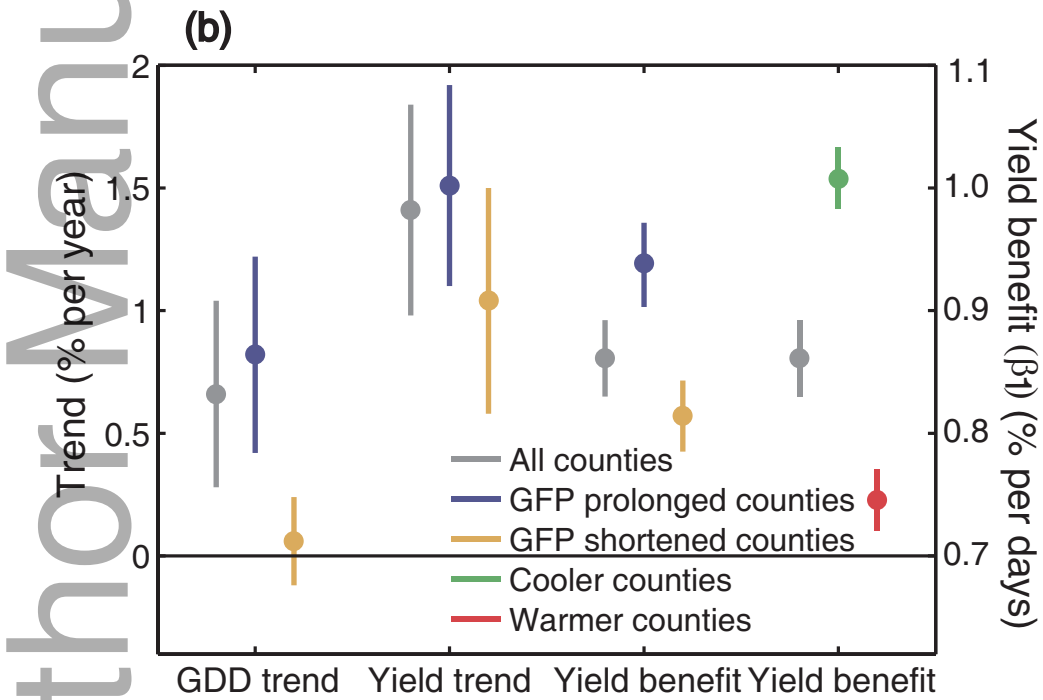 (b)
thor Manu
Trend (% per year)
2
1.5
1
0.5
0
1.1
1.0
0.9
0.8
0.7
Yield benefit (β1) (% per days)
All counties
GFP prolonged counties
GFP shortened counties
Cooler counties
Warmer counties
GDD trend
Yield trend
Yield benefit
Yield benefit